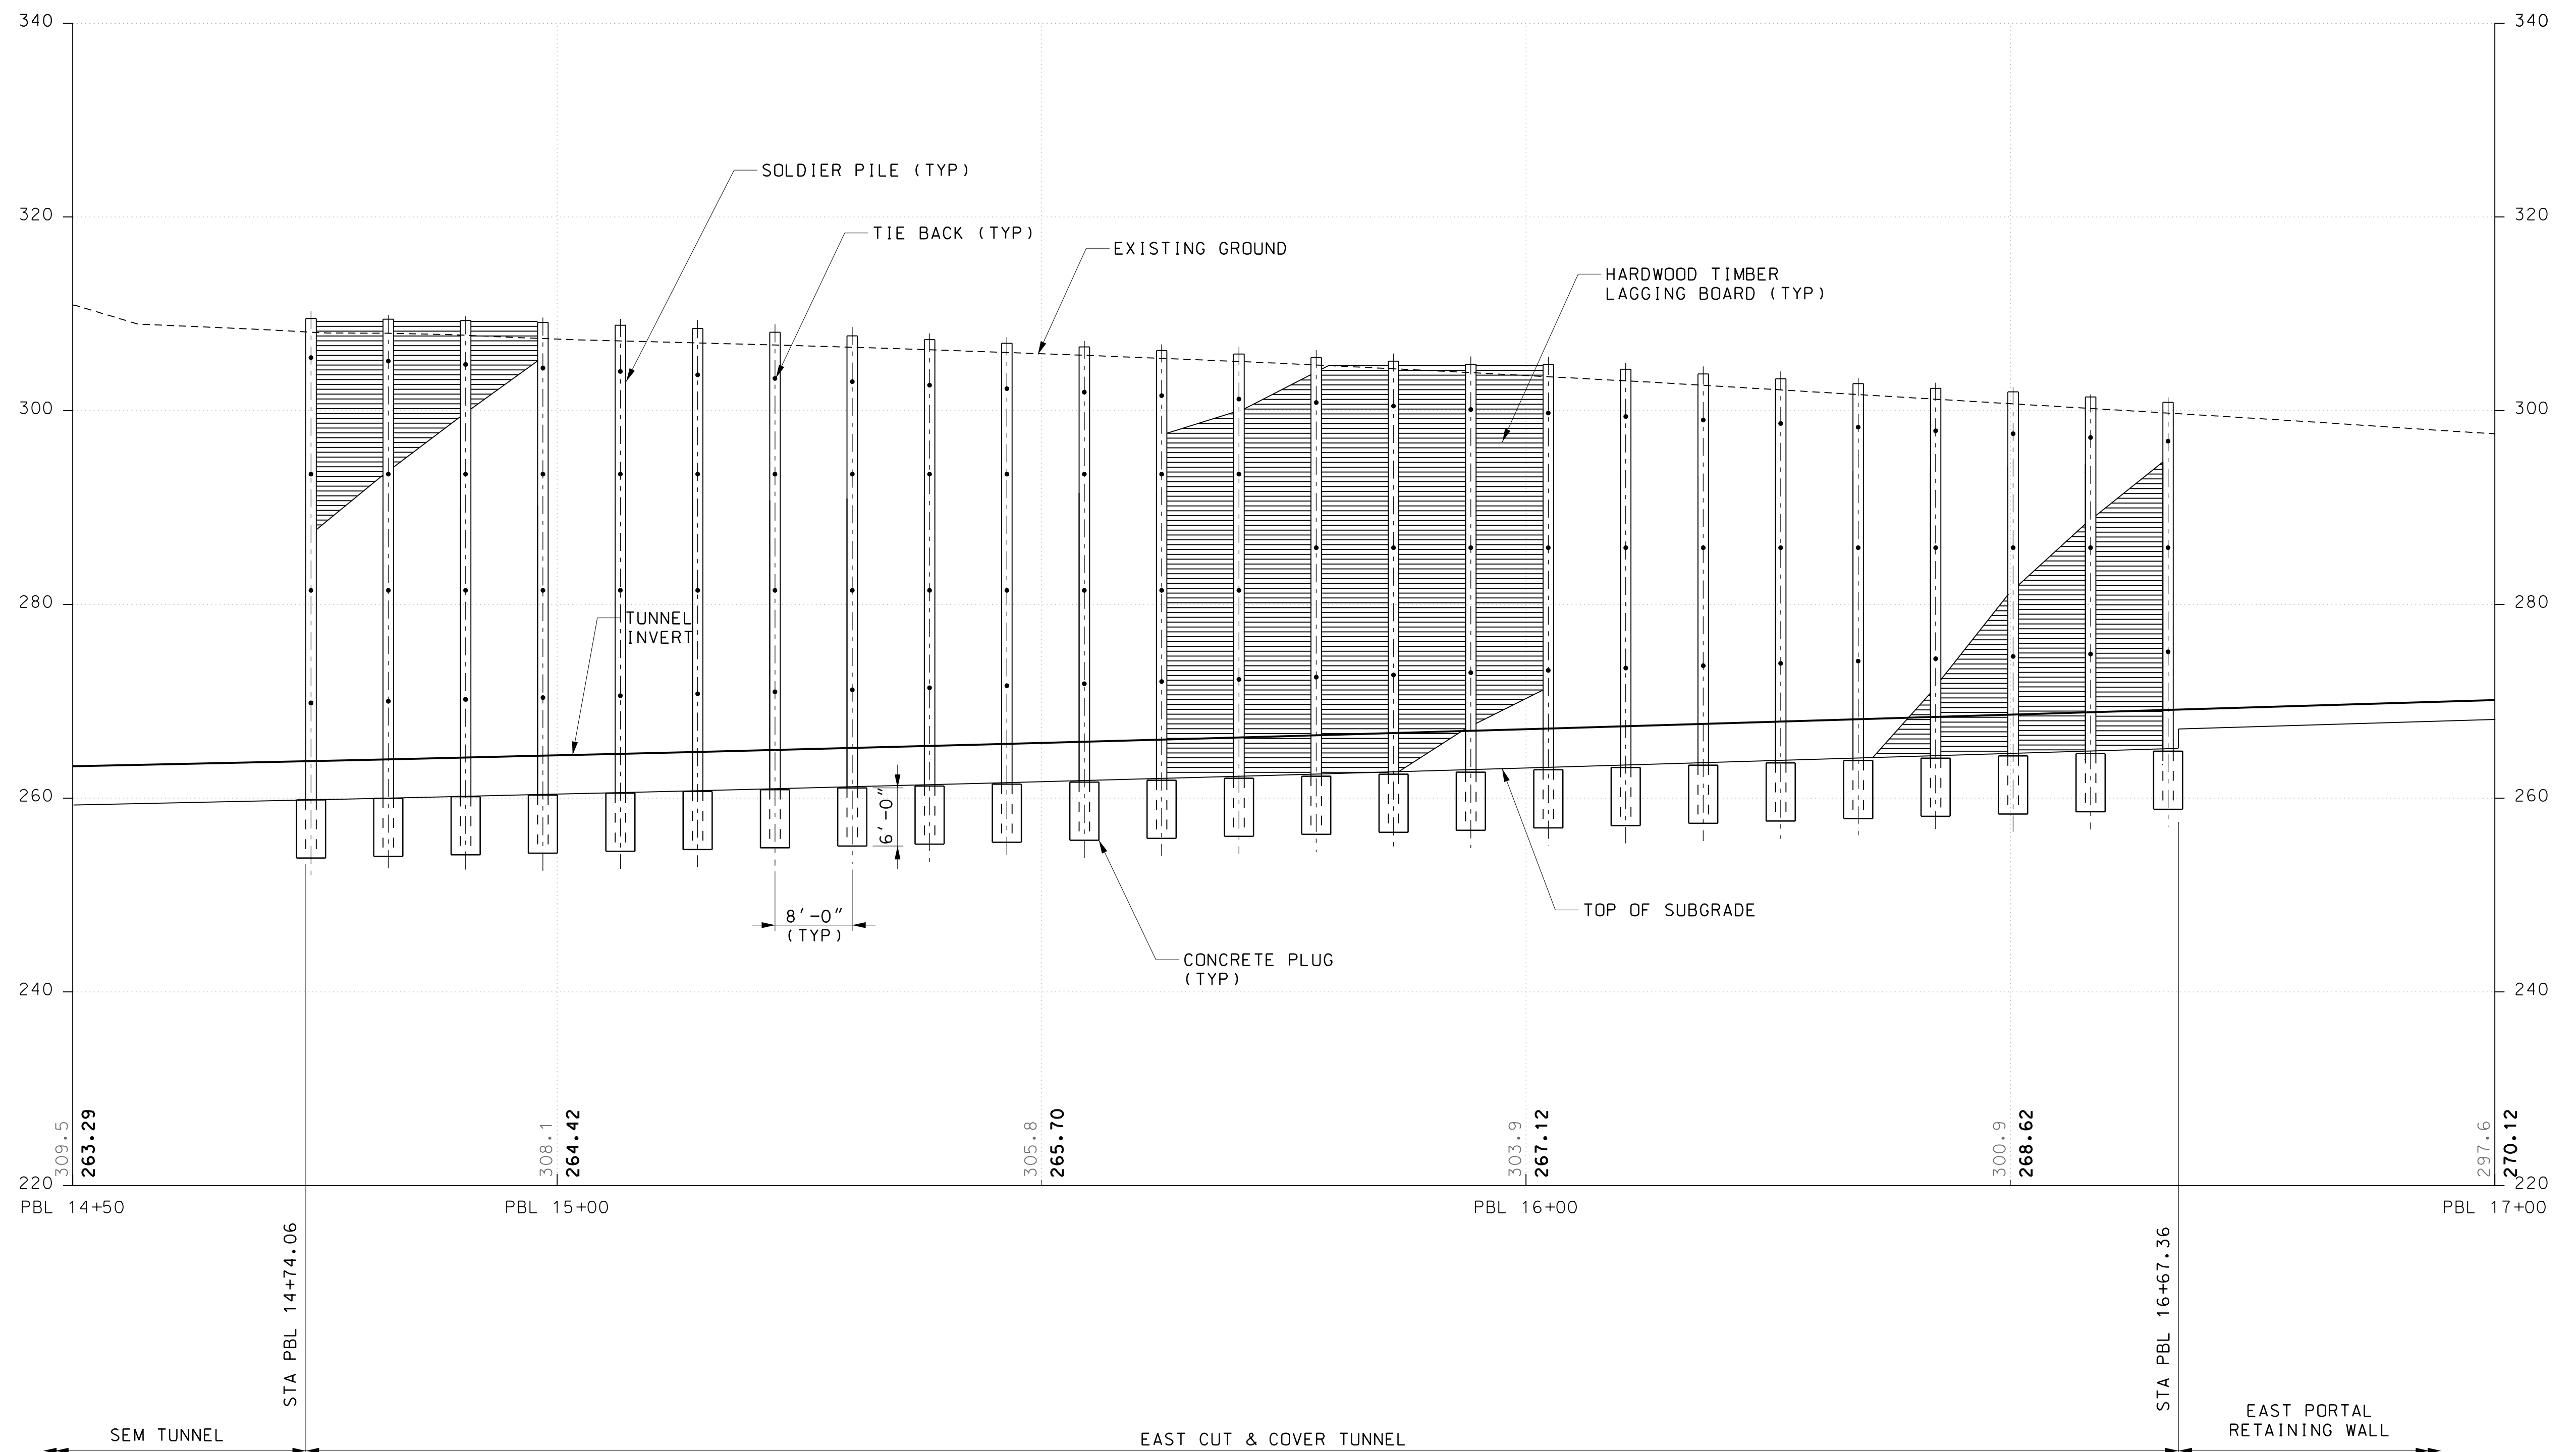 340
340
SOLDIER PILE (TYP)
320
320
TIE BACK (TYP)
EXISTING GROUND
HARDWOOD TIMBER
LAGGING BOARD (TYP)
300
300
280
280
TUNNEL
INVERT
260
260
6'-0"
8'-0"
(TYP)
TOP OF SUBGRADE
CONCRETE PLUG
(TYP)
240
240
309.5
263.29
308.1
264.42
305.8
265.70
303.9
267.12
300.9
268.62
297.6
270.12
220
220
PBL 14+50
PBL 15+00
PBL 16+00
PBL 17+00
STA PBL 14+74.06
STA PBL 16+67.36
SEM TUNNEL
EAST CUT & COVER TUNNEL
EAST PORTAL
RETAINING WALL